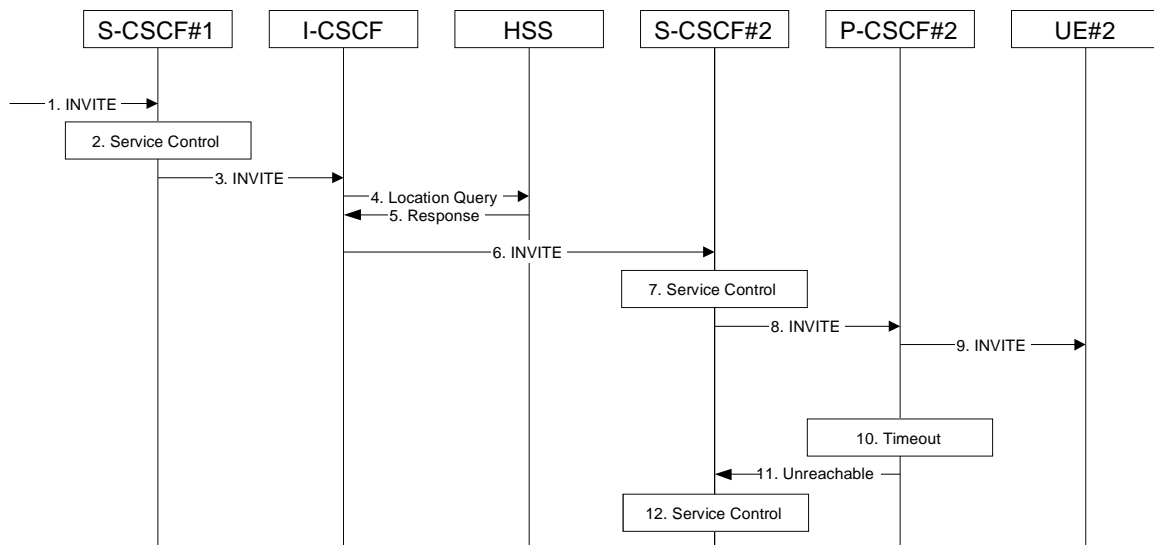 S-CSCF#1
I-CSCF
HSS
S-CSCF#2
P-CSCF#2
UE#2
1. INVITE
2. Service Control
3. INVITE
4. Location Query
5. Response
6. INVITE
7. Service Control
8. INVITE
9. INVITE
10. Timeout
11. Unreachable
12. Service Control